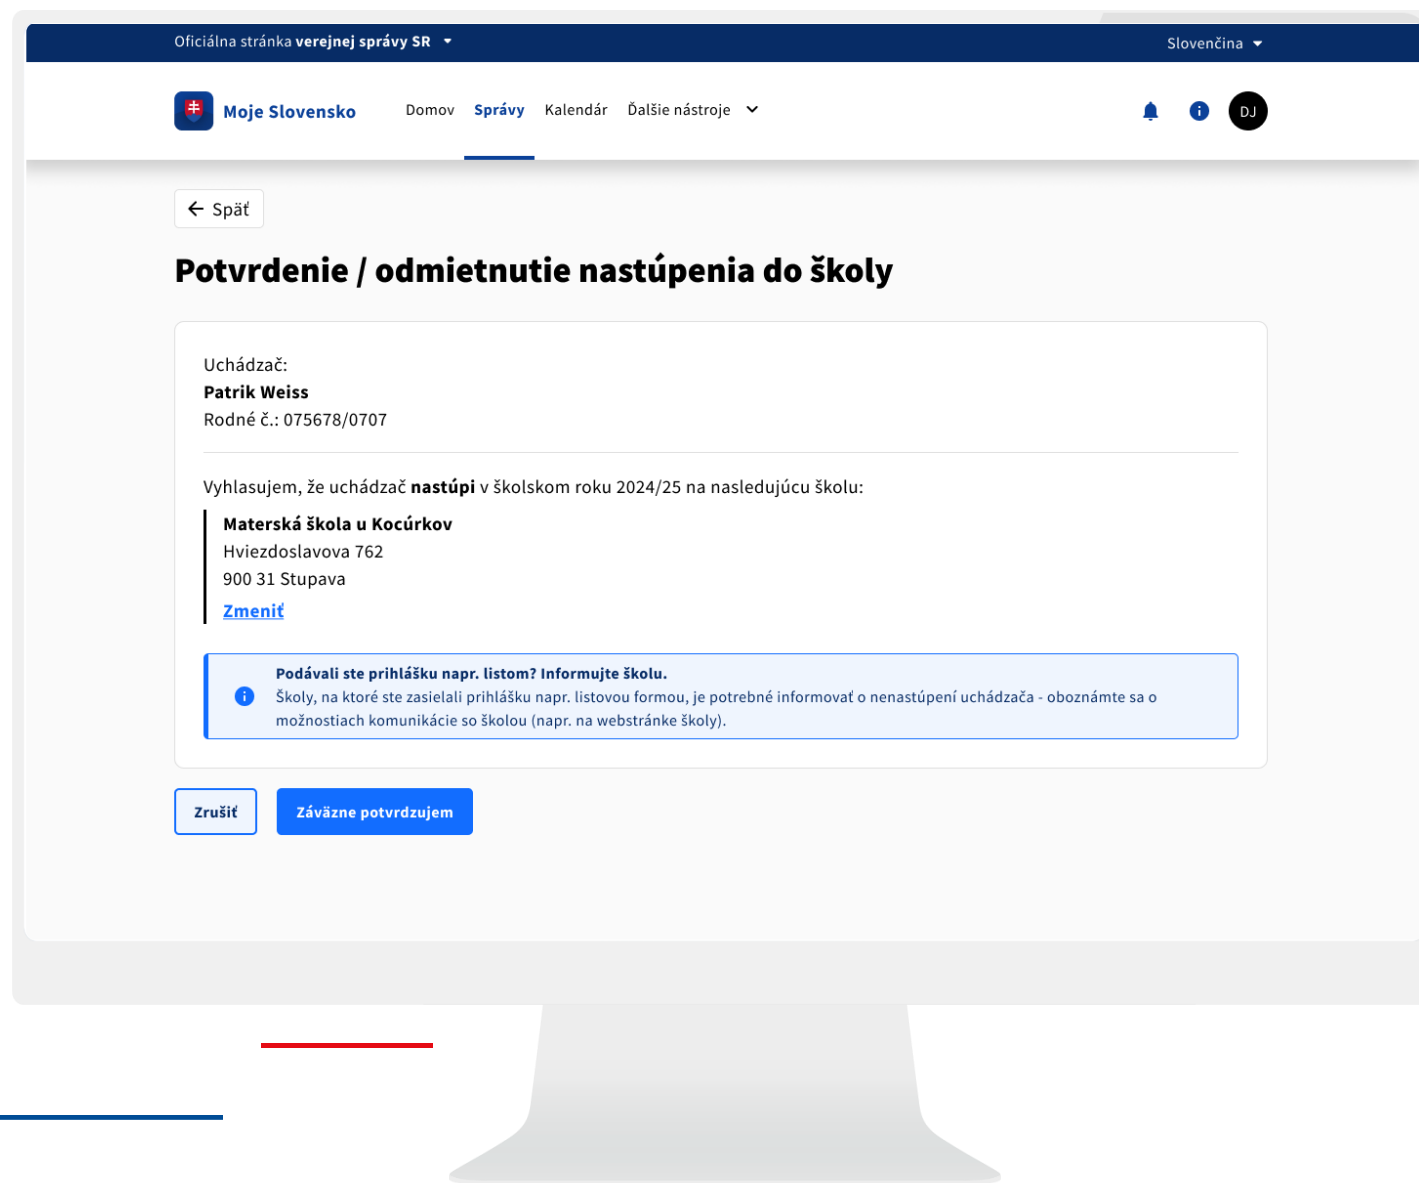 Oficiálna stránka verejnej správy SR
Slovenčina
Moje Slovensko
Domov
Správy
Kalendár
Ďalšie nástroje
DJ
Späť
Potvrdenie / odmietnutie nastúpenia do školy
Uchádzač:
Patrik Weiss
Rodné č.: 075678/0707
Vyhlasujem, že uchádzač nastúpi v školskom roku 2024/25 na nasledujúcu školu:
Materská škola u Kocúrkov
Hviezdoslavova 762
900 31 Stupava
Zmeniť
Podávali ste prihlášku napr. listom? Informujte školu.
Školy, na ktoré ste zasielali prihlášku napr. listovou formou, je potrebné informovať o nenastúpení uchádzača - oboznámte sa o
možnostiach komunikácie so školou (napr. na webstránke školy).
Zrušiť
Záväzne potvrdzujem